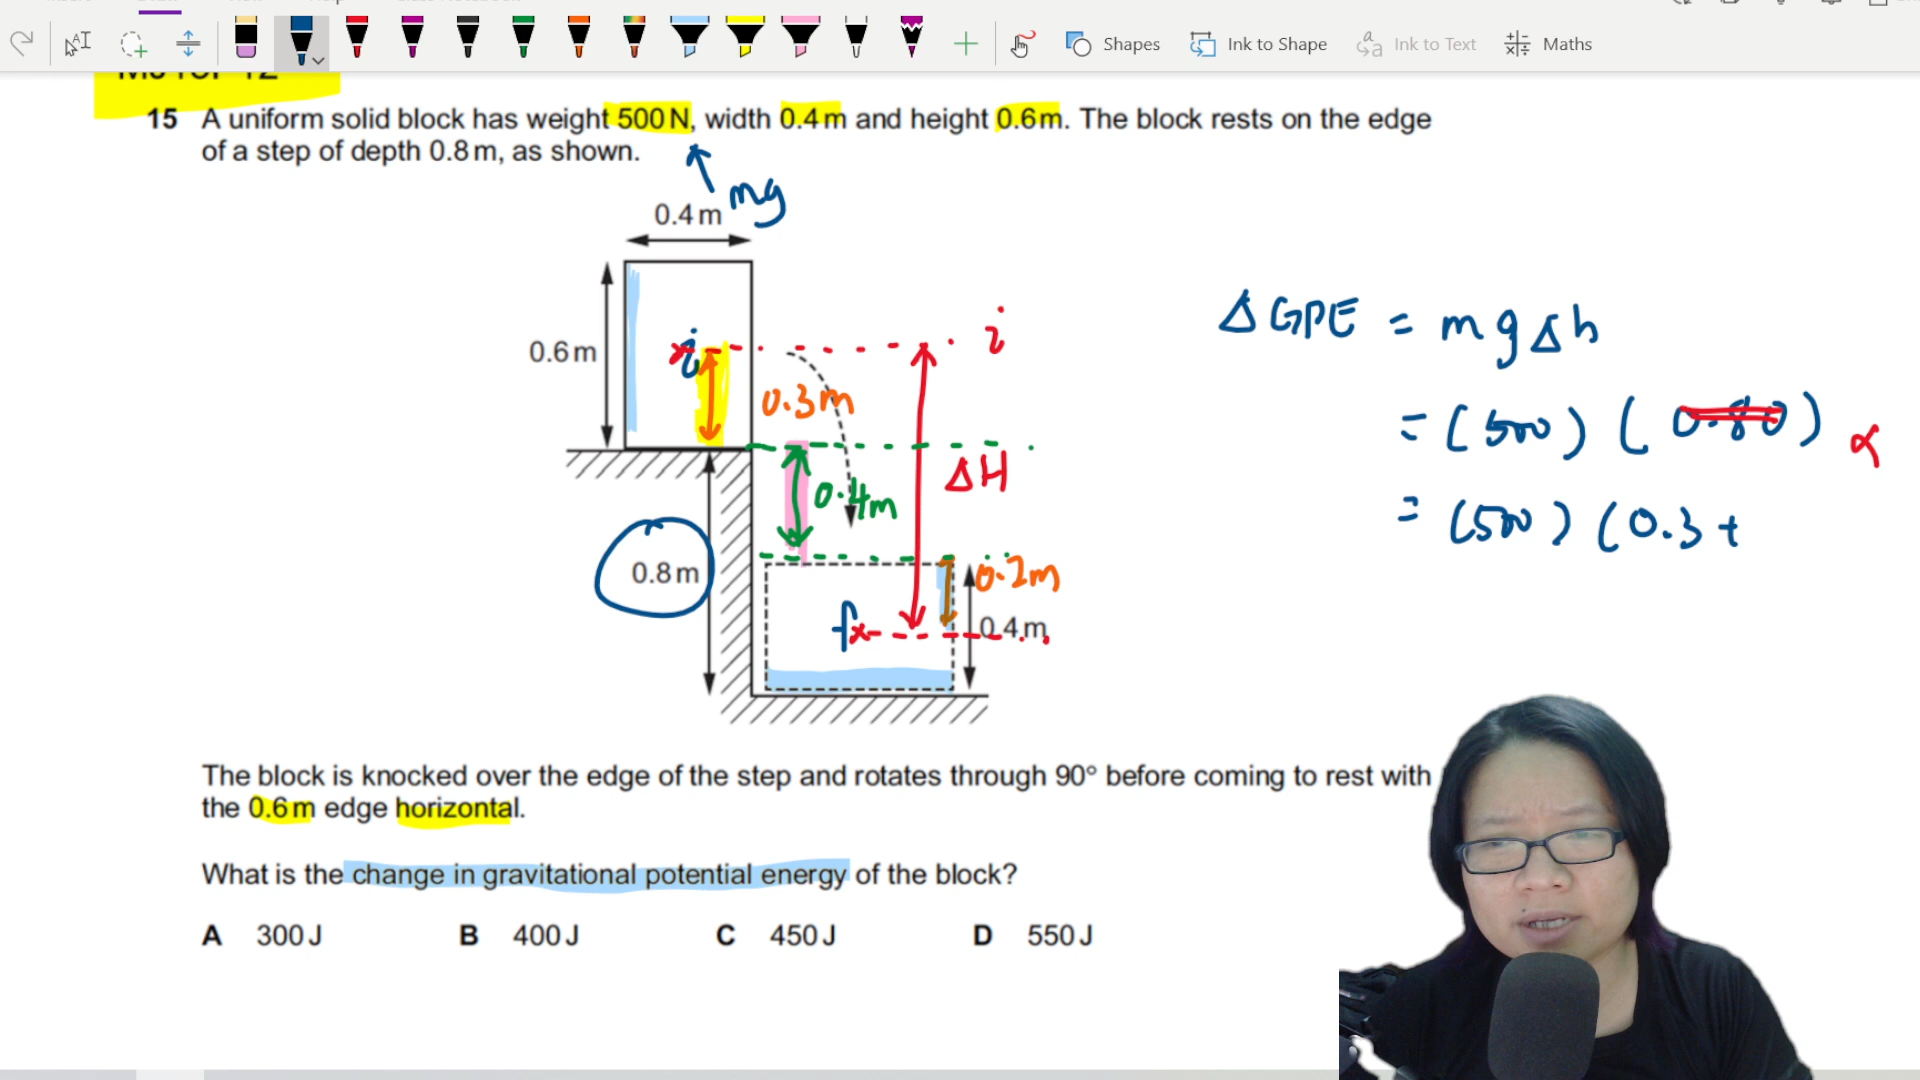 Shapes
Ink to Shape
Ink to Text
Maths
15 A uniform solid block has weight 500 N, width 0.4 m and height 0.6 m. The block rests on the edge
of a step of depth 0.8 m, as shown.
mg
0.4 m
i
i
0.6 m
0.3m
ΔH
0.4m
0.8 m
0.2m
f
0.4 m
Δ GPE = mgΔh
= (500) (0.80)
= (500) (0.3 +
The block is knocked over the edge of the step and rotates through 90° before coming to rest with
the 0.6 m edge horizontal.
What is the change in gravitational potential energy of the block?
A 300 J B 400 J C 450 J D 550 J